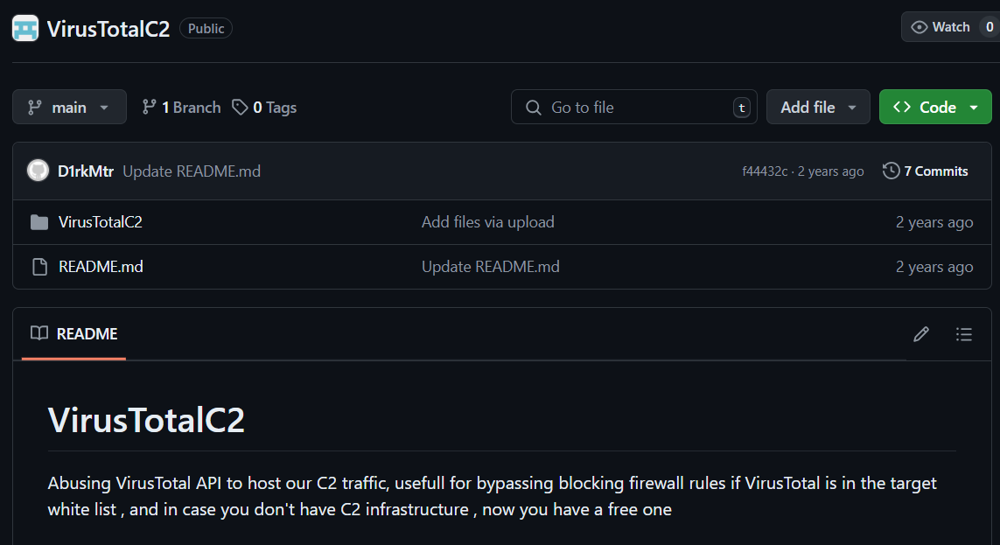 VirusTotalC2 Public Watch 0
main 1 Branch 0 Tags Go to file t Add file Code
D1rkMtr Update README.md f44432c · 2 years ago 7 Commits
VirusTotalC2 Add files via upload 2 years ago
README.md Update README.md 2 years ago
README
VirusTotalC2
Abusing VirusTotal API to host our C2 traffic, usefull for bypassing blocking firewall rules if VirusTotal is in the target
white list , and in case you don't have C2 infrastructure , now you have a free one